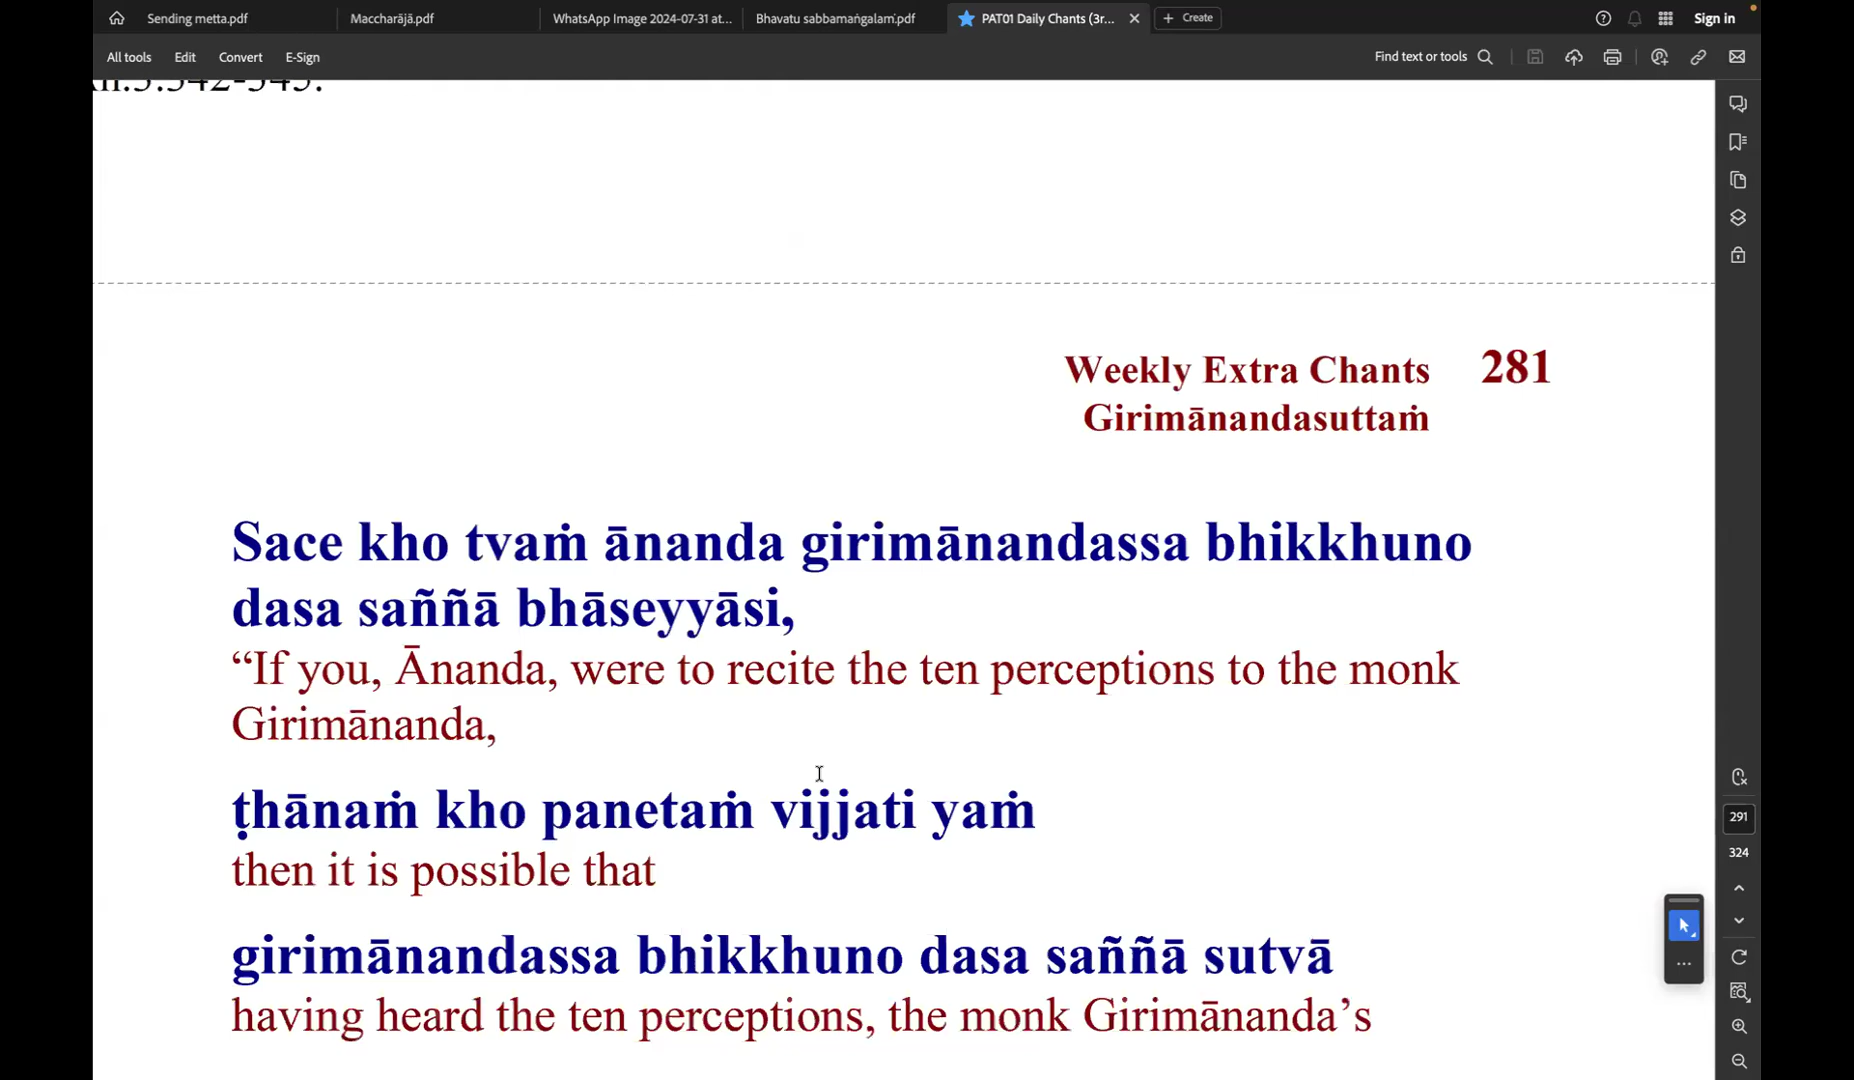 Sending metta.pdf
Maccharājā.pdf
WhatsApp Image 2024-07-31 at...
Bhavatu sabbamaṅgalaṁ.pdf
PAT01 Daily Chants (3r...
Create
Sign in
All tools
Edit
Convert
E-Sign
Find text or tools
Weekly Extra Chants 281
Girimānandasuttaṁ
Sace kho tvaṁ ānanda girimānandassa bhikkhuno
dasa saññā bhāseyyāsi,
“If you, Ānanda, were to recite the ten perceptions to the monk
Girimānanda,
ṭhānaṁ kho panetaṁ vijjati yaṁ
then it is possible that
girimānandassa bhikkhuno dasa saññā sutvā
having heard the ten perceptions, the monk Girimānanda’s
291
324